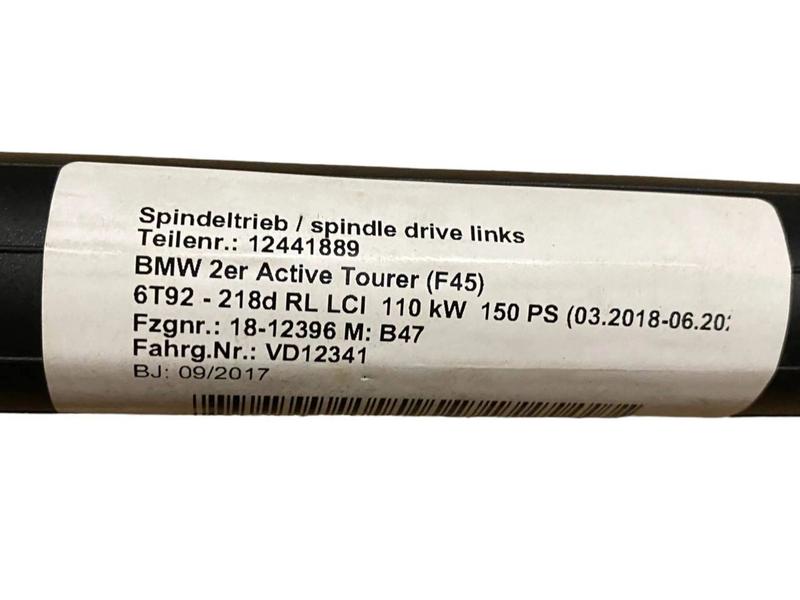 Spindeltrieb / spindle drive links
Teilenr.: 12441889
BMW 2er Active Tourer (F45)
6T92 - 218d RL LCI 110 kW 150 PS (03.2018-06.20
Fzgnr.: 18-12396 M: B47
Fahrg.Nr.: VD12341
BJ: 09/2017